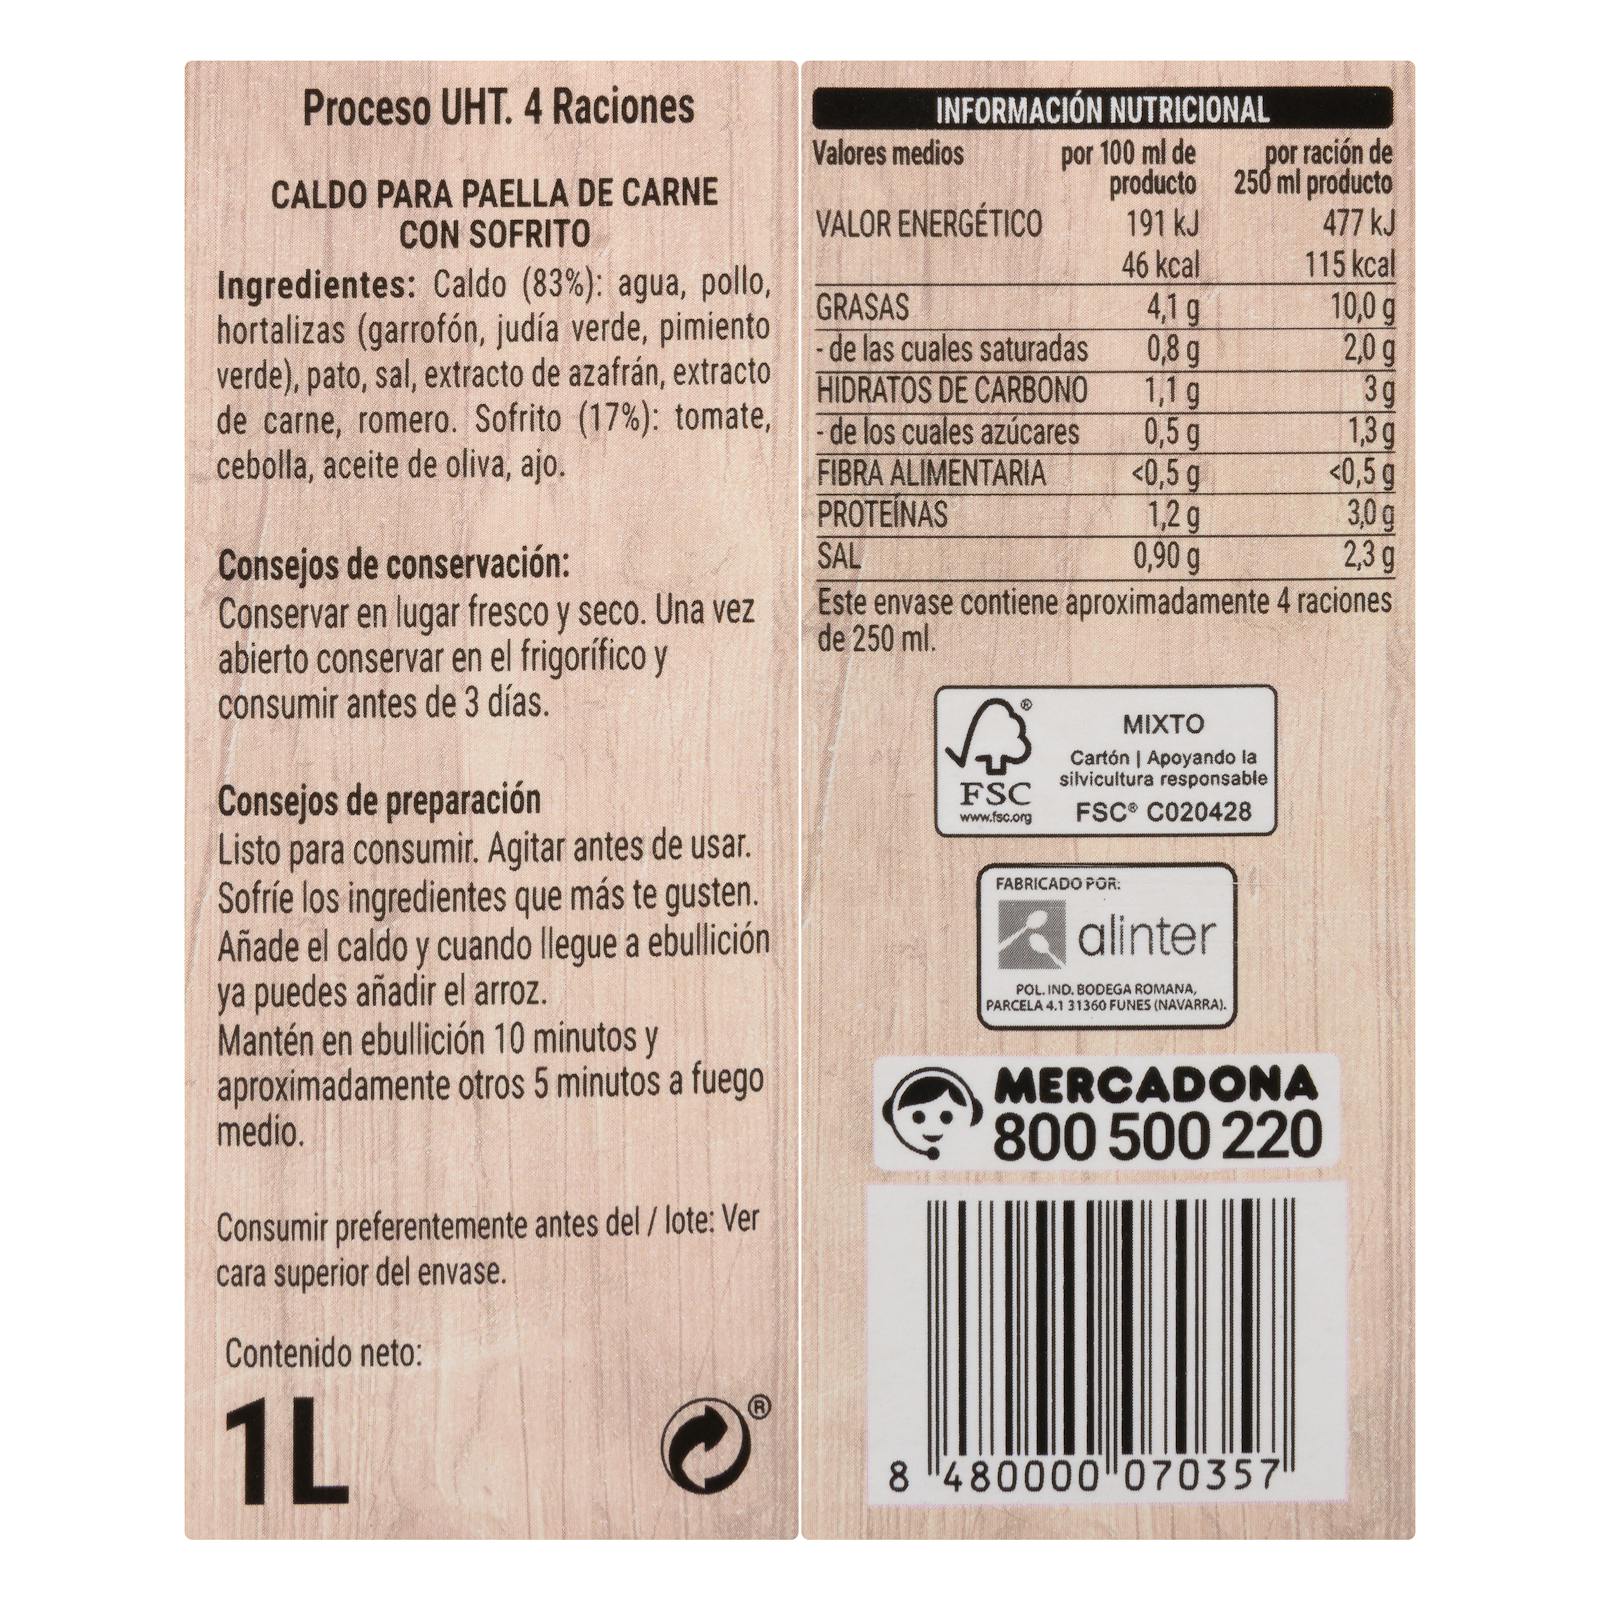 Proceso UHT. 4 Raciones
CALDO PARA PAELLA DE CARNE
CON SOFRITO
Ingredientes: Caldo (83%): agua, pollo,
hortalizas (garrofón, judía verde, pimiento
verde), pato, sal, extracto de azafrán, extracto
de carne, romero. Sofrito (17%): tomate,
cebolla, aceite de oliva, ajo.
Consejos de conservación:
Conservar en lugar fresco y seco. Una vez
abierto conservar en el frigorífico y
consumir antes de 3 días.
Consejos de preparación
Listo para consumir. Agitar antes de usar.
Sofríe los ingredientes que más te gusten.
Añade el caldo y cuando llegue a ebullición
ya puedes añadir el arroz.
Mantén en ebullición 10 minutos y
aproximadamente otros 5 minutos a fuego
medio.
Consumir preferentemente antes del / lote: Ver
cara superior del envase.
Contenido neto:
1L
®
INFORMACIÓN NUTRICIONAL
Valores medios por 100 ml de por ración de
producto 250 ml producto
VALOR ENERGÉTICO 191 kJ 477 kJ
46 kcal 115 kcal
GRASAS 4,1 g 10,0 g
- de las cuales saturadas 0,8 g 2,0 g
HIDRATOS DE CARBONO 1,1 g 3 g
- de los cuales azúcares 0,5 g 1,3 g
FIBRA ALIMENTARIA <0,5 g <0,5 g
PROTEÍNAS 1,2 g 3,0 g
SAL 0,90 g 2,3 g
Este envase contiene aproximadamente 4 raciones
de 250 ml.
®
FSC
www.fsc.org
MIXTO
Cartón | Apoyando la
silvicultura responsable
FSC® C020428
FABRICADO POR:
alinter
POL. IND. BODEGA ROMANA,
PARCELA 4.1 31360 FUNES (NAVARRA).
MERCADONA
800 500 220
8 480000 070357